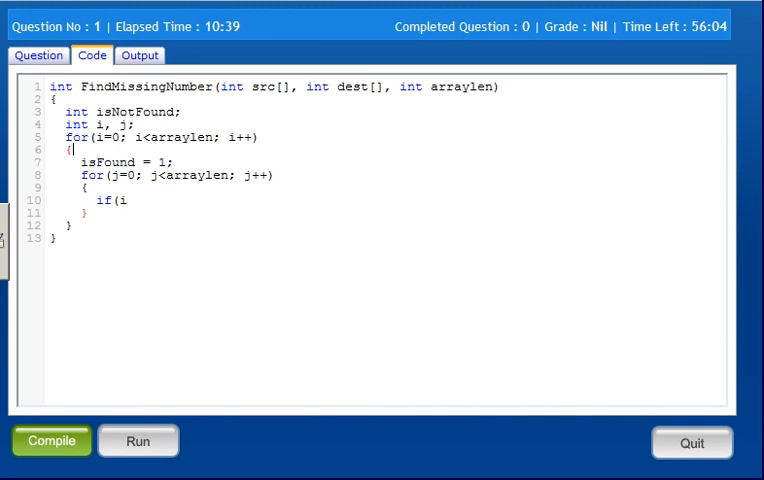 Question No : 1 | Elapsed Time : 10:39 Completed Question : 0 | Grade : Nil | Time Left : 56:04
Question Code Output
1 int FindMissingNumber(int src[], int dest[], int arraylen)
2 {
3 int isNotFound;
4 int i, j;
5 for(i=0; i<arraylen; i++)
6 {
7 isFound = 1;
8 for(j=0; j<arraylen; j++)
9 {
10 if(i
11 }
12 }
13 }
Compile Run Quit